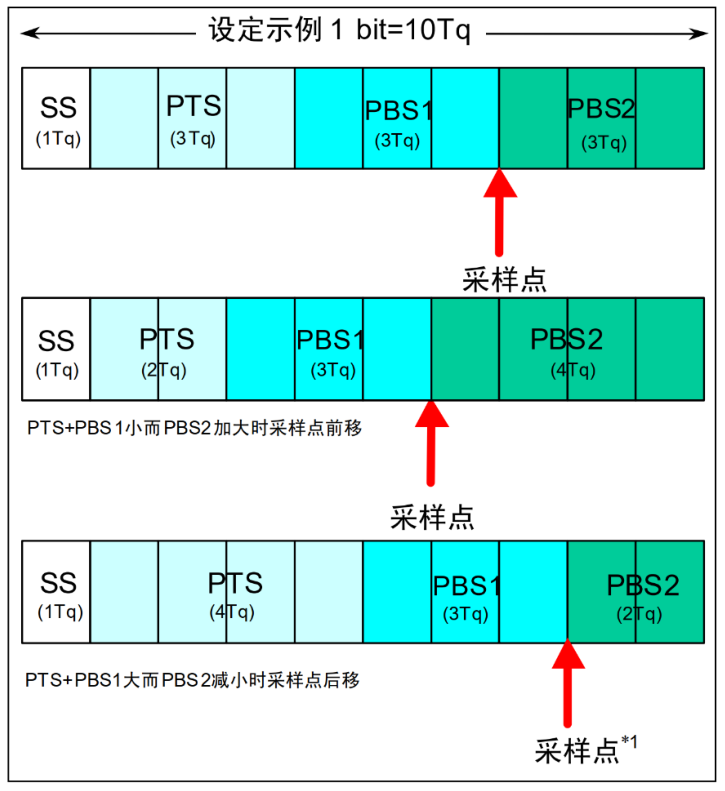 设定示例 1 bit=10Tq
SS PTS PBS1 PBS2
(1Tq) (3Tq) (3Tq) (3Tq)
采样点
SS PTS PBS1 PBS2
(1Tq) (2Tq) (3Tq) (4Tq)
PTS+PBS1小而PBS2加大时采样点前移
采样点
SS PTS PBS1 PBS2
(1Tq) (4Tq) (3Tq) (2Tq)
PTS+PBS1大而PBS2减小时采样点后移
采样点*1